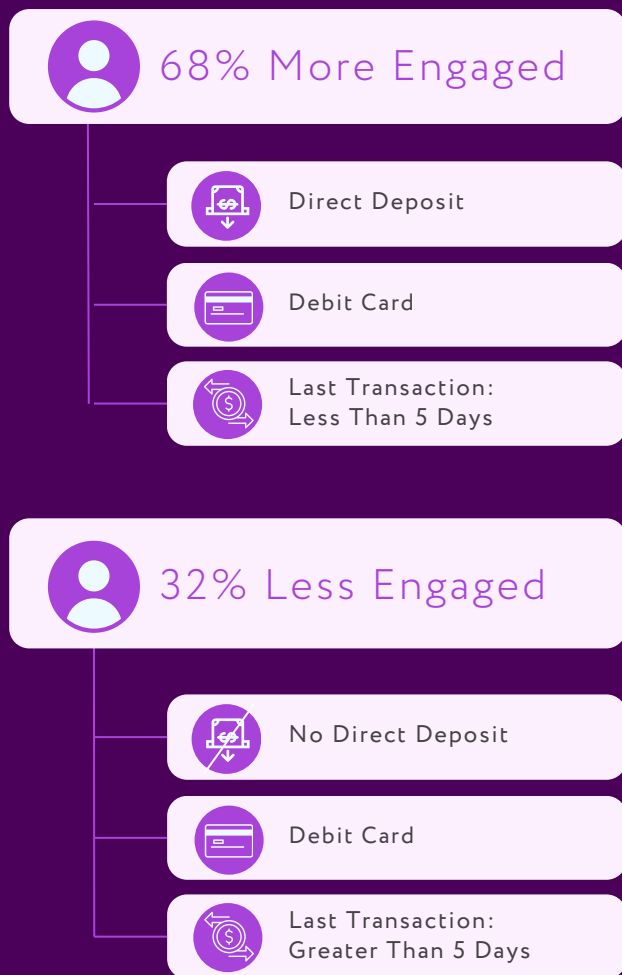 68% More Engaged
Direct Deposit
Debit Card
Last Transaction:
Less Than 5 Days
32% Less Engaged
No Direct Deposit
Debit Card
Last Transaction:
Greater Than 5 Days